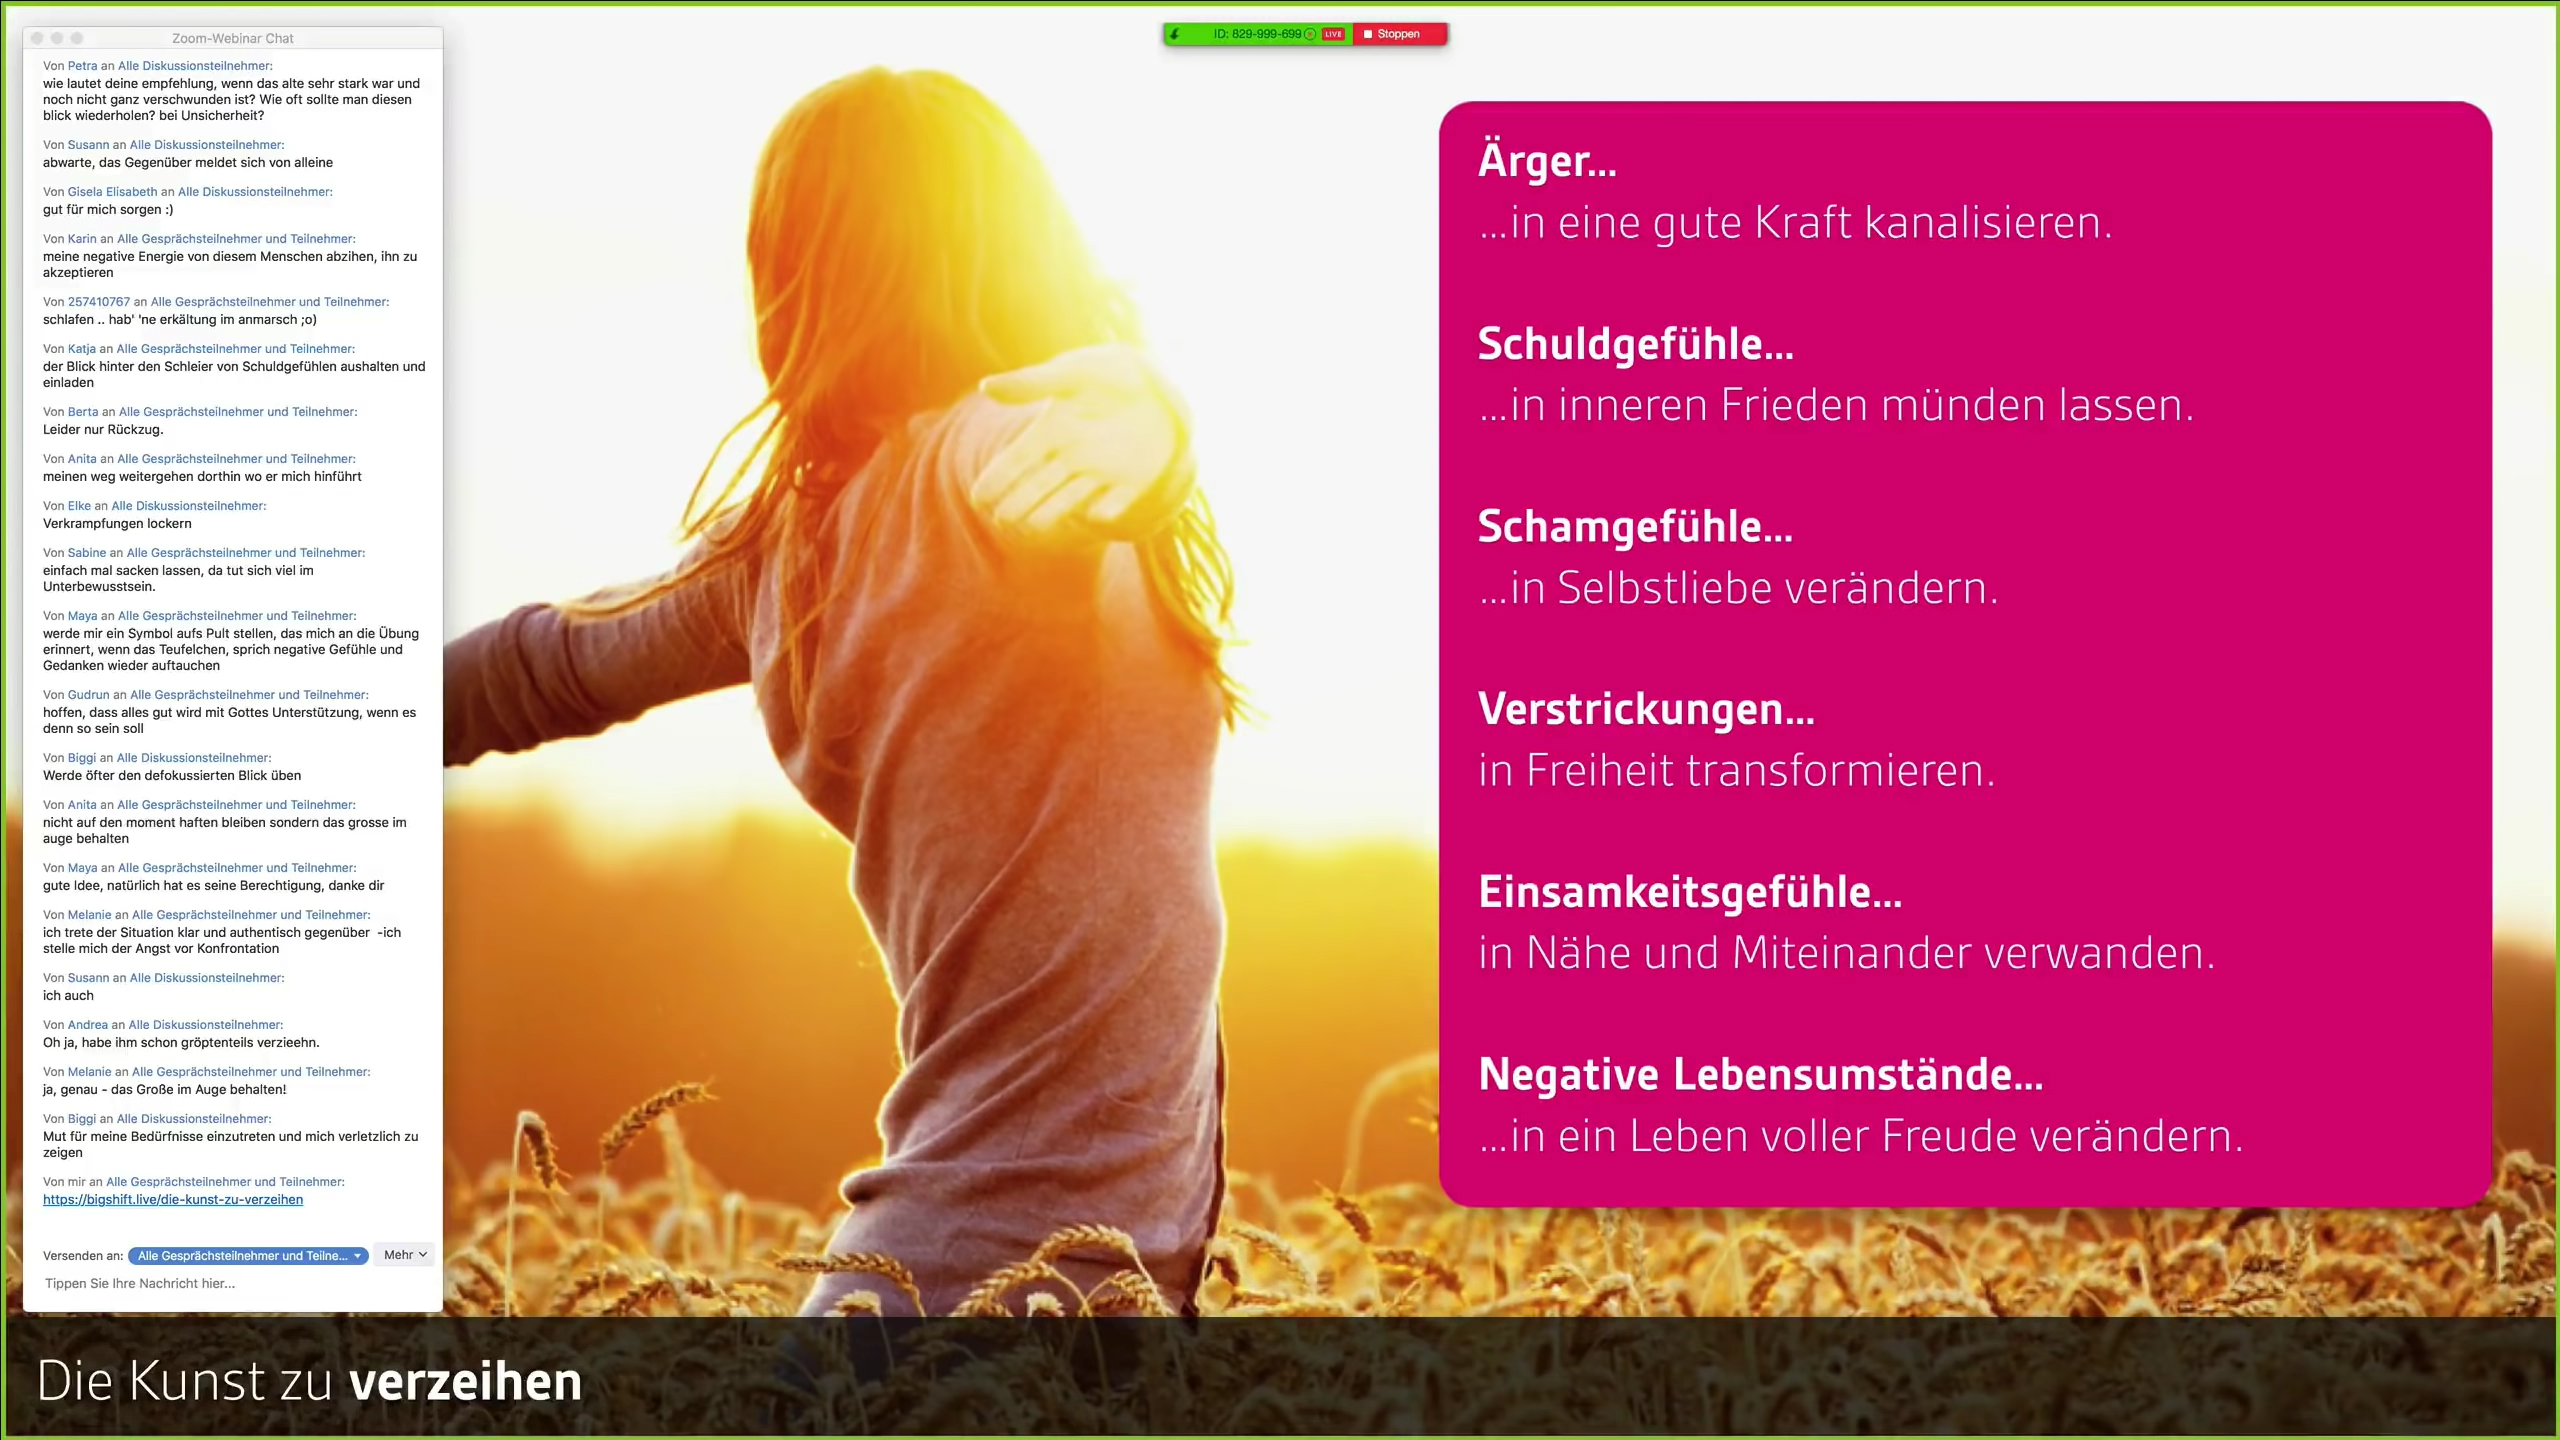 Zoom-Webinar Chat
Von Petra an Alle Diskussionsteilnehmer:
wie lautet deine empfehlung, wenn das alte sehr stark war und
noch nicht ganz verschwunden ist? Wie oft sollte man diesen
blick wiederholen? bei Unsicherheit?
Von Susann an Alle Diskussionsteilnehmer:
abwarte, das Gegenüber meldet sich von alleine
Von Gisela Elisabeth an Alle Diskussionsteilnehmer:
gut für mich sorgen :)
Von Karin an Alle Gesprächsteilnehmer und Teilnehmer:
meine negative Energie von diesem Menschen abzihen, ihn zu
akzeptieren
Von 257410767 an Alle Gesprächsteilnehmer und Teilnehmer:
schlafen .. hab' 'ne erkältung im anmarsch ;o)
Von Katja an Alle Gesprächsteilnehmer und Teilnehmer:
der Blick hinter den Schleier von Schuldgefühlen aushalten und
einladen
Von Berta an Alle Gesprächsteilnehmer und Teilnehmer:
Leider nur Rückzug.
Von Anita an Alle Gesprächsteilnehmer und Teilnehmer:
meinen weg weitergehen dorthin wo er mich hinführt
Von Elke an Alle Diskussionsteilnehmer:
Verkrampfungen lockern
Von Sabine an Alle Gesprächsteilnehmer und Teilnehmer:
einfach mal sacken lassen, da tut sich viel im
Unterbewusstsein.
Von Maya an Alle Gesprächsteilnehmer und Teilnehmer:
werde mir ein Symbol aufs Pult stellen, das mich an die Übung
erinnert, wenn das Teufelchen, sprich negative Gefühle und
Gedanken wieder auftauchen
Von Gudrun an Alle Gesprächsteilnehmer und Teilnehmer:
hoffen, dass alles gut wird mit Gottes Unterstützung, wenn es
denn so sein soll
Von Biggi an Alle Diskussionsteilnehmer:
Werde öfter den defokussierten Blick üben
Von Anita an Alle Gesprächsteilnehmer und Teilnehmer:
nicht auf den moment haften bleiben sondern das grosse im
auge behalten
Von Maya an Alle Gesprächsteilnehmer und Teilnehmer:
gute Idee, natürlich hat es seine Berechtigung, danke dir
Von Melanie an Alle Gesprächsteilnehmer und Teilnehmer:
ich trete der Situation klar und authentisch gegenüber -ich
stelle mich der Angst vor Konfrontation
Von Susann an Alle Diskussionsteilnehmer:
ich auch
Von Andrea an Alle Diskussionsteilnehmer:
Oh ja, habe ihm schon gröptenteils verzieehn.
Von Melanie an Alle Gesprächsteilnehmer und Teilnehmer:
ja, genau - das Große im Auge behalten!
Von Biggi an Alle Diskussionsteilnehmer:
Mut für meine Bedürfnisse einzutreten und mich verletzlich zu
zeigen
Von mir an Alle Gesprächsteilnehmer und Teilnehmer:
https://bigshift.live/die-kunst-zu-verzeihen
Versenden an: Alle Gesprächsteilnehmer und Teilne... Mehr
Tippen Sie Ihre Nachricht hier...
ID: 829-999-699 LIVE Stoppen
Ärger...
...in eine gute Kraft kanalisieren.
Schuldgefühle...
...in inneren Frieden münden lassen.
Schamgefühle...
...in Selbstliebe verändern.
Verstrickungen...
in Freiheit transformieren.
Einsamkeitsgefühle...
in Nähe und Miteinander verwanden.
Negative Lebensumstände...
...in ein Leben voller Freude verändern.
Die Kunst zu verzeihen